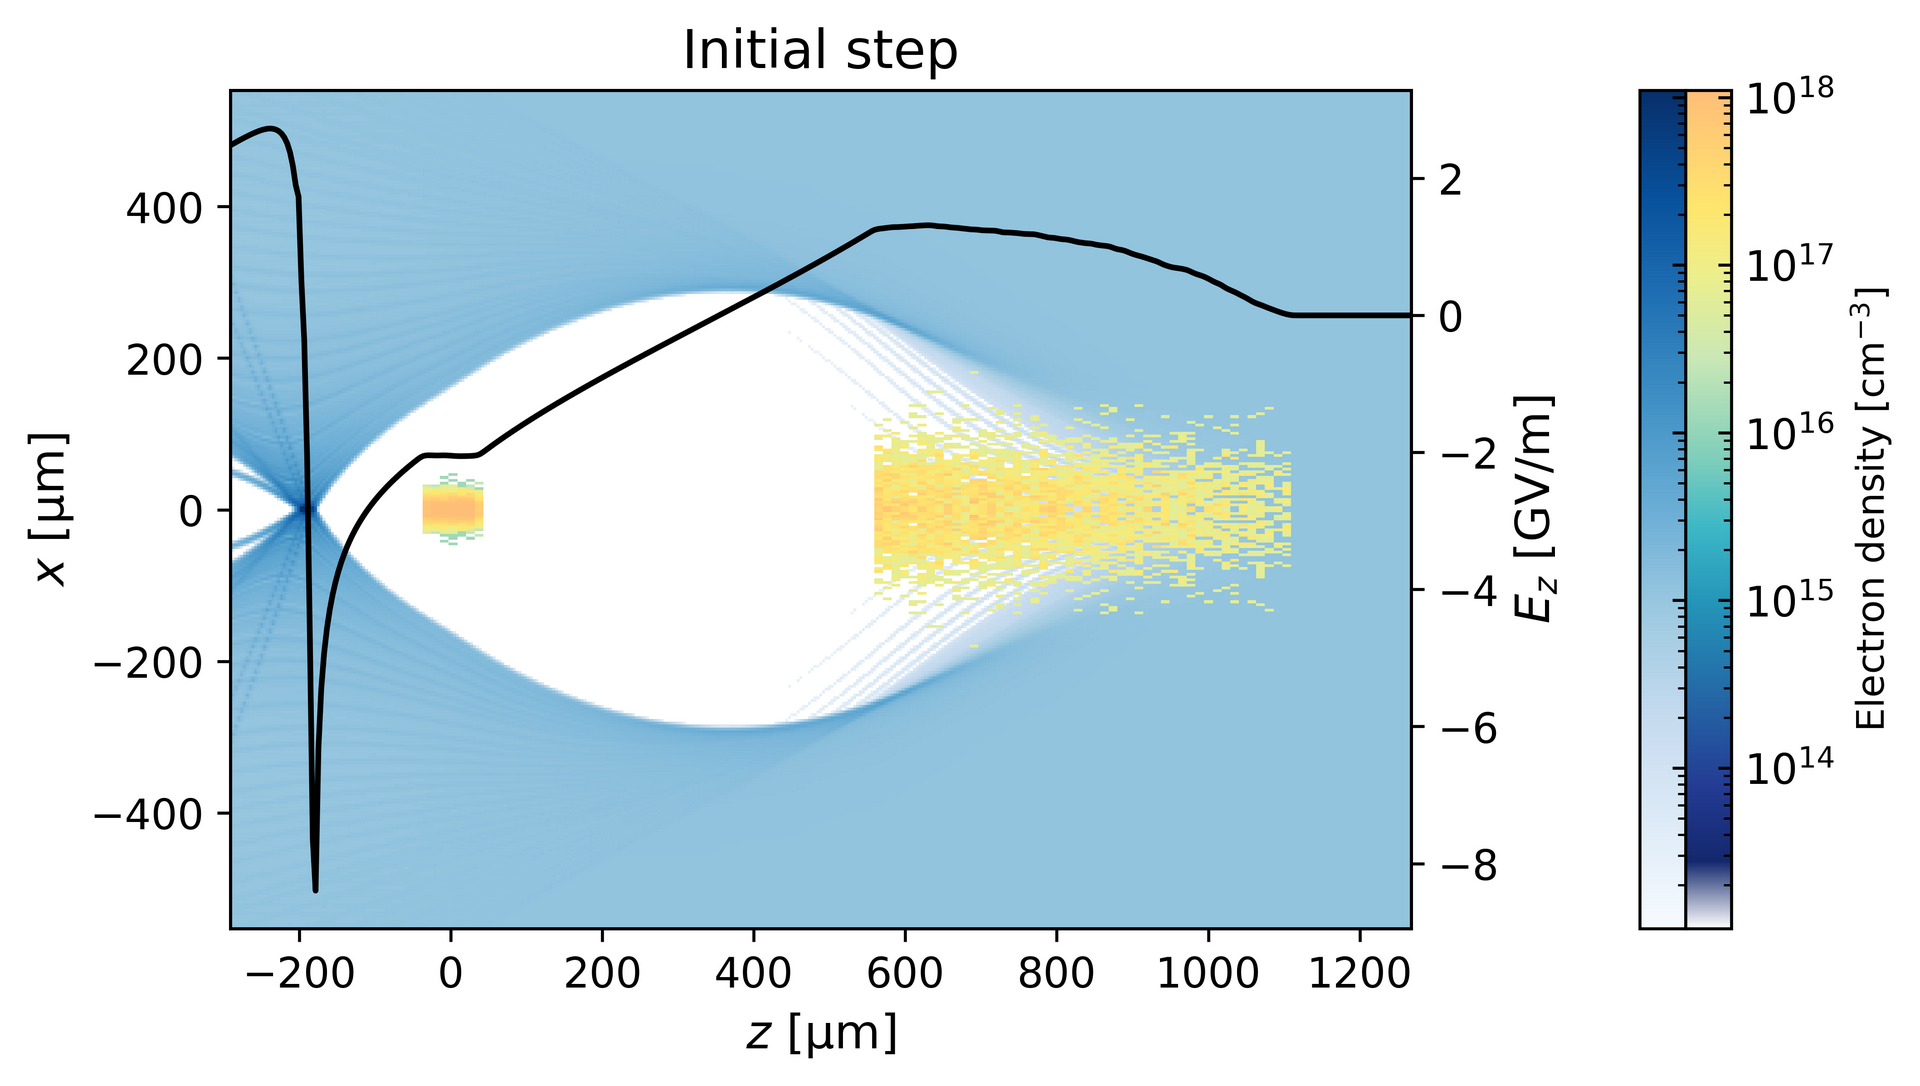 Initial step
400
200
0
−200
−400
x [µm]
−200 0 200 400 600 800 1000 1200
z [µm]
2
0
−2
−4
−6
−8
E_z [GV/m]
10^18
10^17
10^16
10^15
10^14
Electron density [cm^−3]